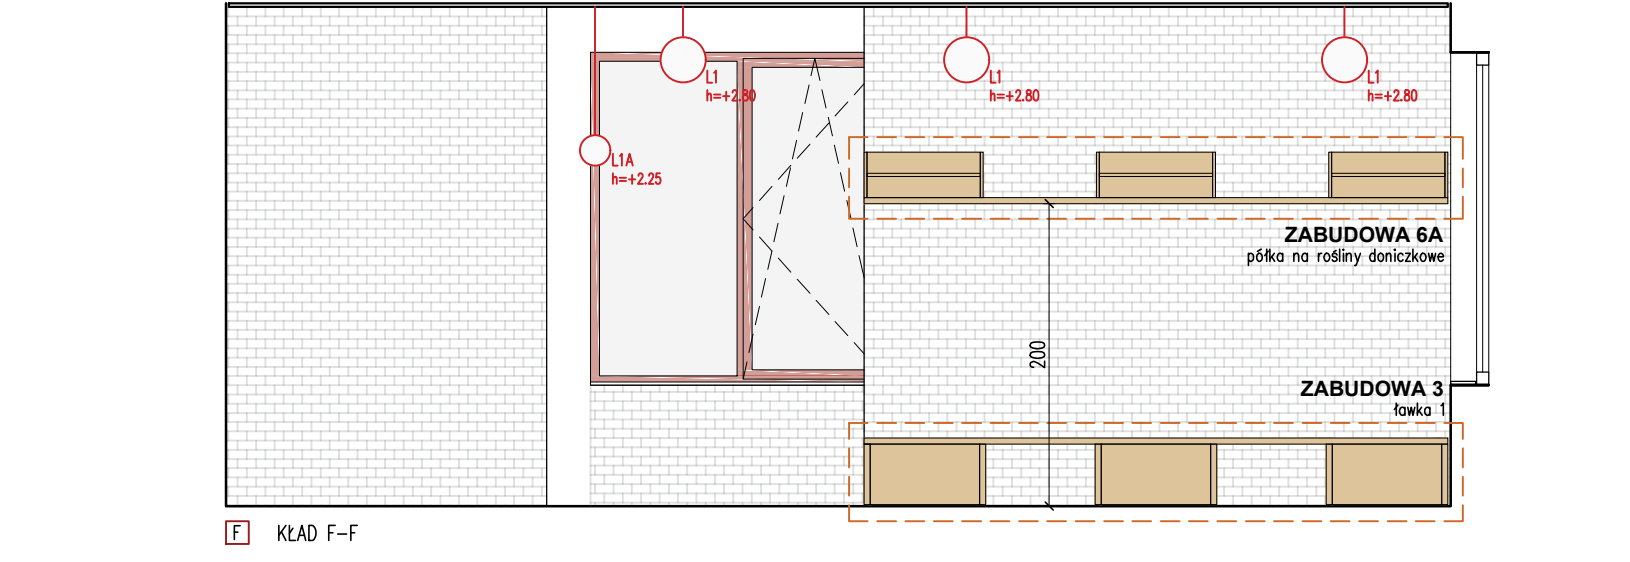 L1
h=+2.80
L1
h=+2.80
L1
h=+2.80
L1A
h=+2.25
ZABUDOWA 6A
półka na rośliny doniczkowe
200
ZABUDOWA 3
ławka 1
F KŁAD F-F